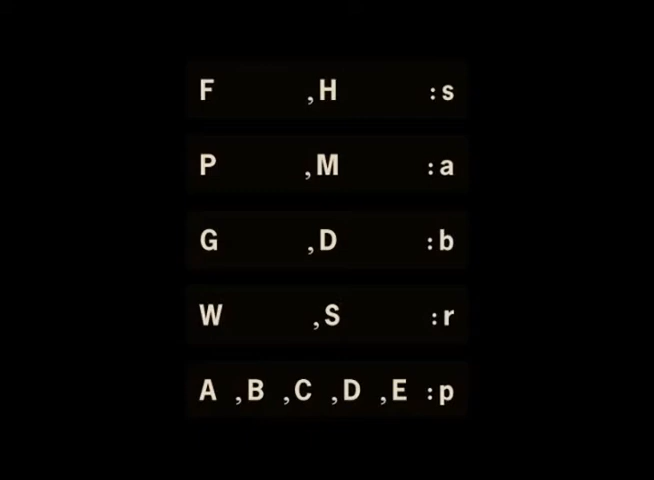 F ,H :s
P ,M :a
G ,D :b
W ,S :r
A ,B ,C ,D ,E :p